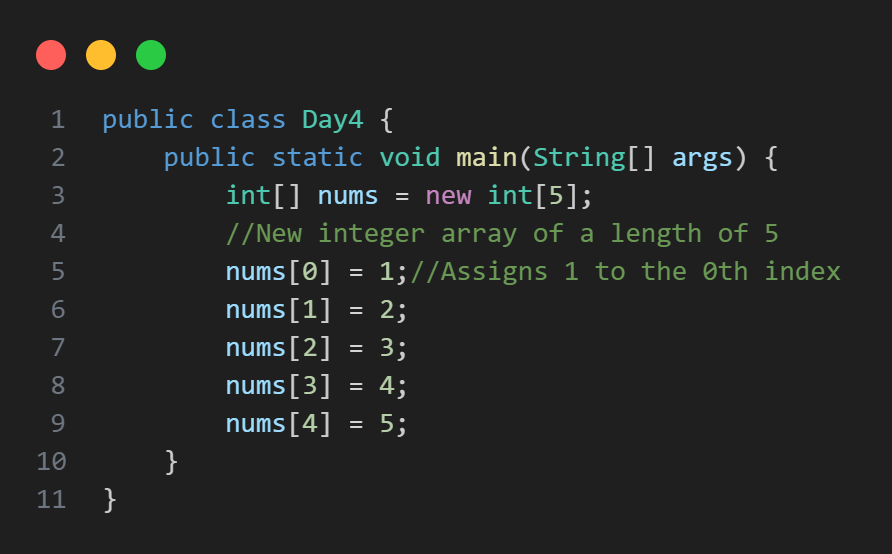 1 public class Day4 {
2     public static void main(String[] args) {
3         int[] nums = new int[5];
4         //New integer array of a length of 5
5         nums[0] = 1;//Assigns 1 to the 0th index
6         nums[1] = 2;
7         nums[2] = 3;
8         nums[3] = 4;
9         nums[4] = 5;
10     }
11 }